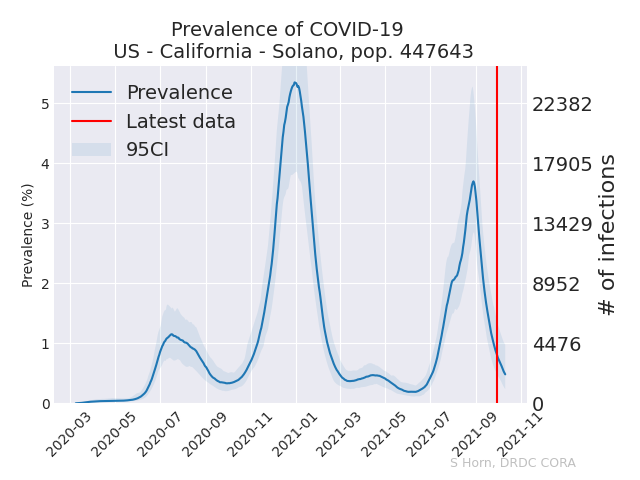 Prevalence of COVID-19
US - California - Solano, pop. 447643
Prevalence
Latest data
95CI
Prevalence (%)
5
4
3
2
1
0
22382
17905
13429
8952
4476
0
# of infections
2020-03
2020-05
2020-07
2020-09
2020-11
2021-01
2021-03
2021-05
2021-07
2021-09
2021-11
S Horn, DRDC CORA